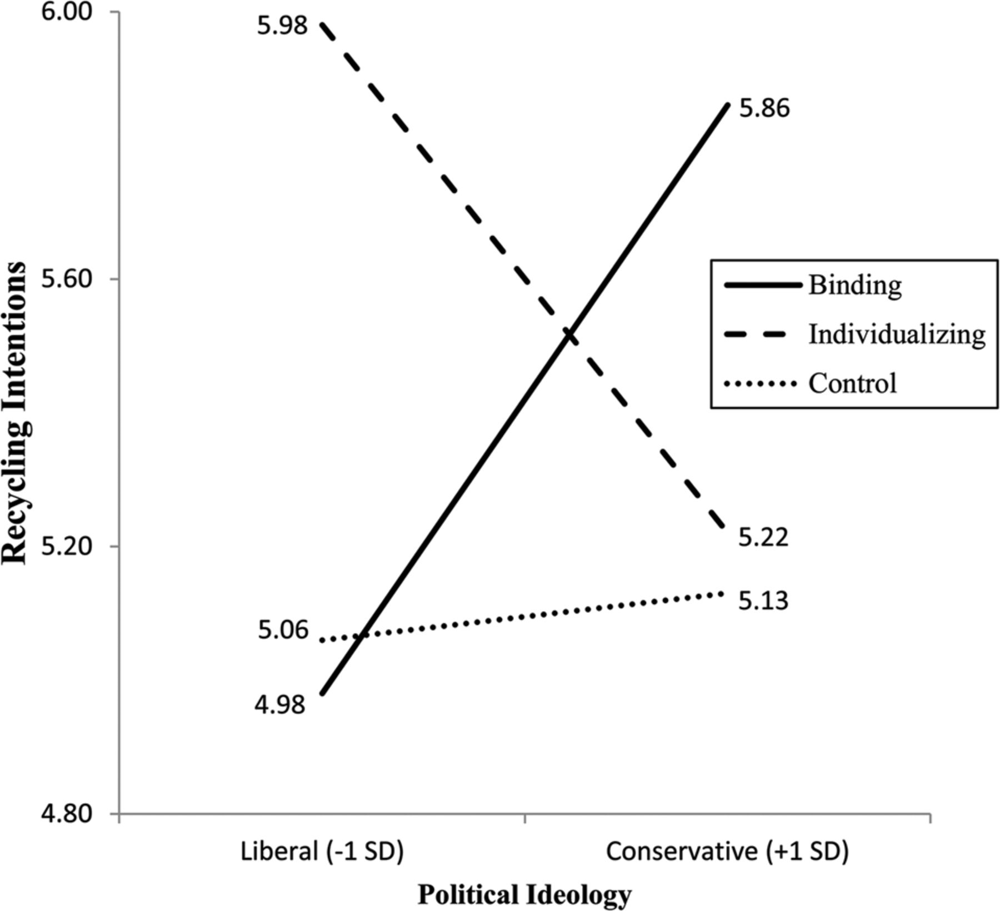 6.00
5.60
5.20
4.80
Recycling Intentions
5.98
5.86
5.22
5.13
5.06
4.98
Binding
Individualizing
Control
Liberal (-1 SD)
Conservative (+1 SD)
Political Ideology